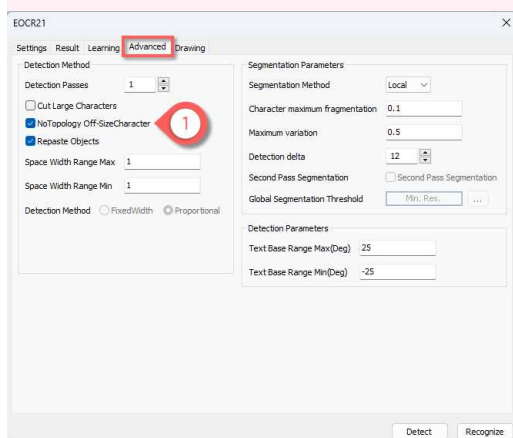 EOCR21
Settings Result Learning Advanced Drawing
Detection Method
Detection Passes 1
Cut Large Characters
NoTopology Off-SizeCharacter 1
Repaste Objects
Space Width Range Max 1
Space Width Range Min 1
Detection Method FixedWidth Proportional
Segmentation Parameters
Segmentation Method Local
Character maximum fragmentation 0.1
Maximum variation 0.5
Detection delta 12
Second Pass Segmentation Second Pass Segmentation
Global Segmentation Threshold Min. Res. ...
Detection Parameters
Text Base Range Max(Deg) 25
Text Base Range Min(Deg) -25
Detect Recognize